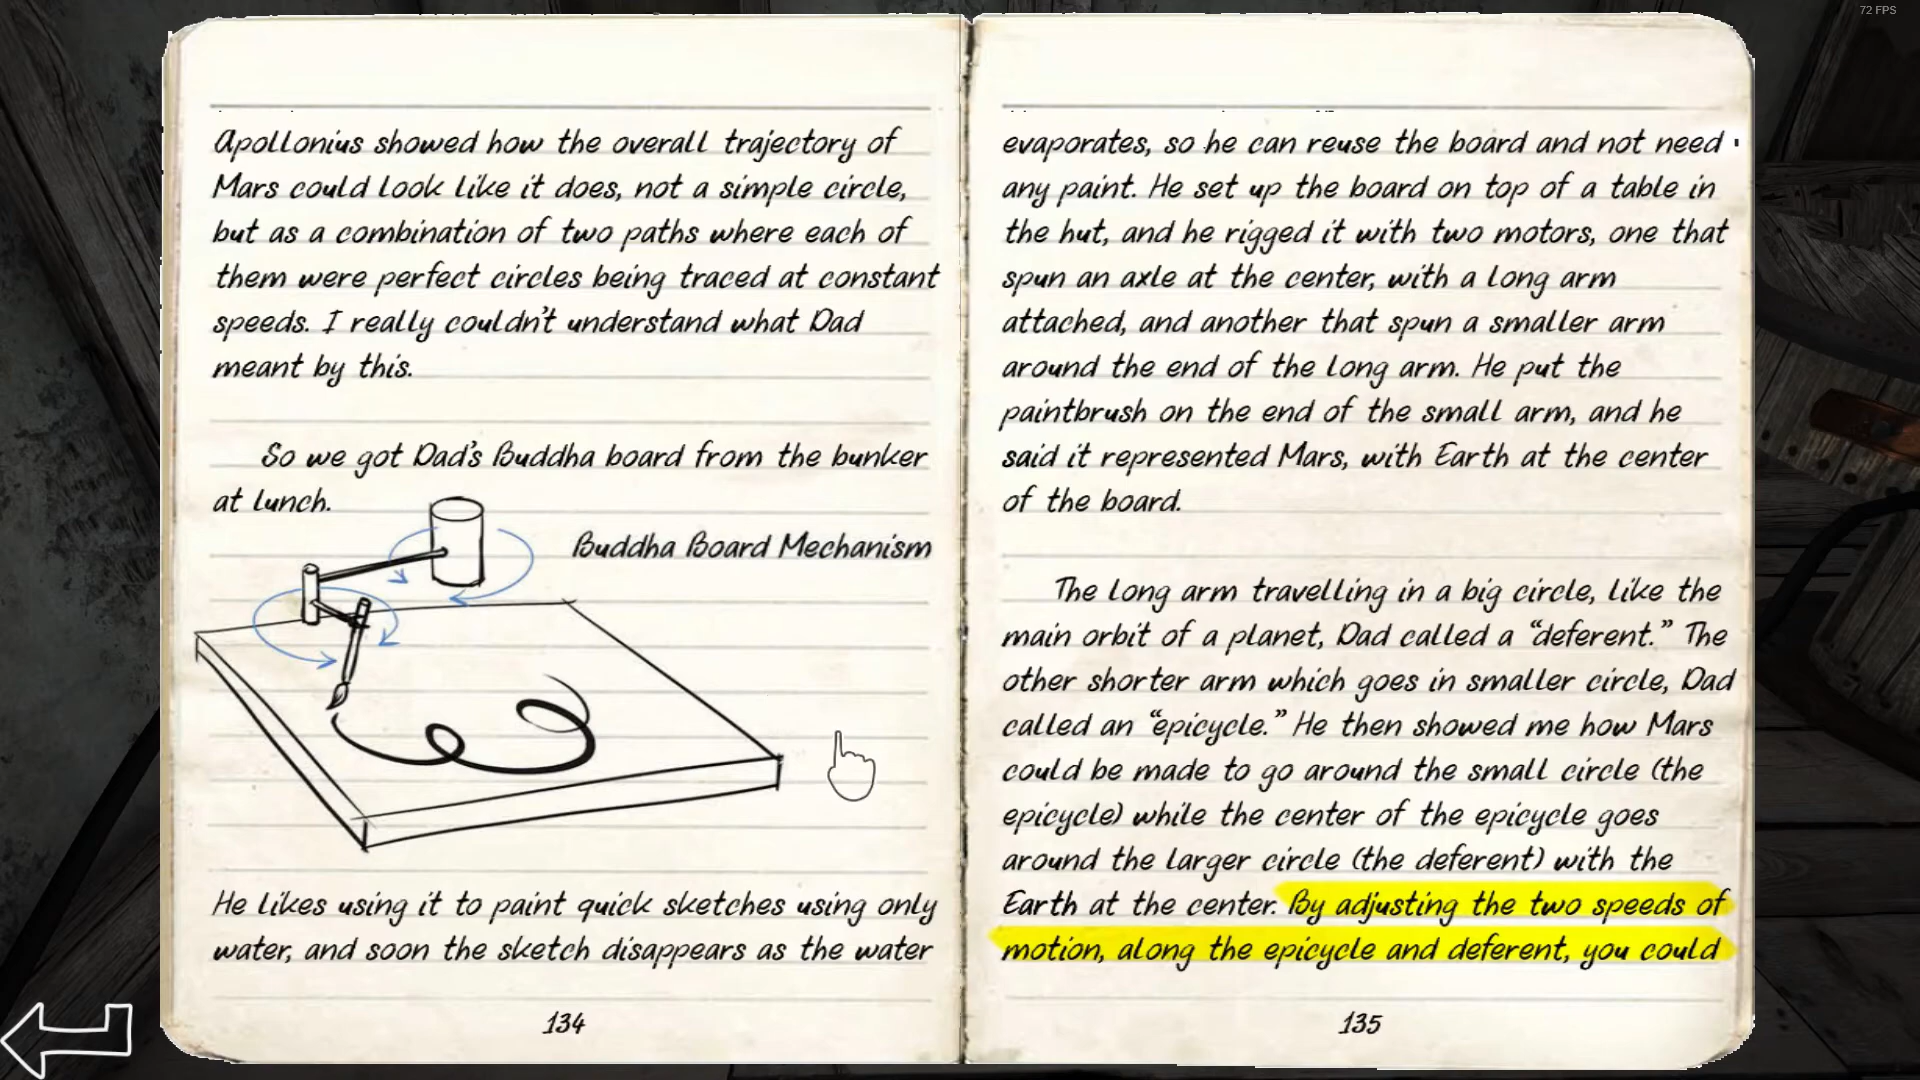 72 FPS
Apollonius showed how the overall trajectory of
Mars could look like it does, not a simple circle,
but as a combination of two paths where each of
them were perfect circles being traced at constant
speeds. I really couldn't understand what Dad
meant by this.
So we got Dad's Buddha board from the bunker
at lunch.
Buddha Board Mechanism
He likes using it to paint quick sketches using only
water, and soon the sketch disappears as the water
134
evaporates, so he can reuse the board and not need
any paint. He set up the board on top of a table in
the hut, and he rigged it with two motors, one that
spun an axle at the center, with a long arm
attached, and another that spun a smaller arm
around the end of the long arm. He put the
paintbrush on the end of the small arm, and he
said it represented Mars, with Earth at the center
of the board.
The long arm travelling in a big circle, like the
main orbit of a planet, Dad called a "deferent." The
other shorter arm which goes in smaller circle, Dad
called an "epicycle." He then showed me how Mars
could be made to go around the small circle (the
epicycle) while the center of the epicycle goes
around the larger circle (the deferent) with the
Earth at the center. By adjusting the two speeds of
motion, along the epicycle and deferent, you could
135